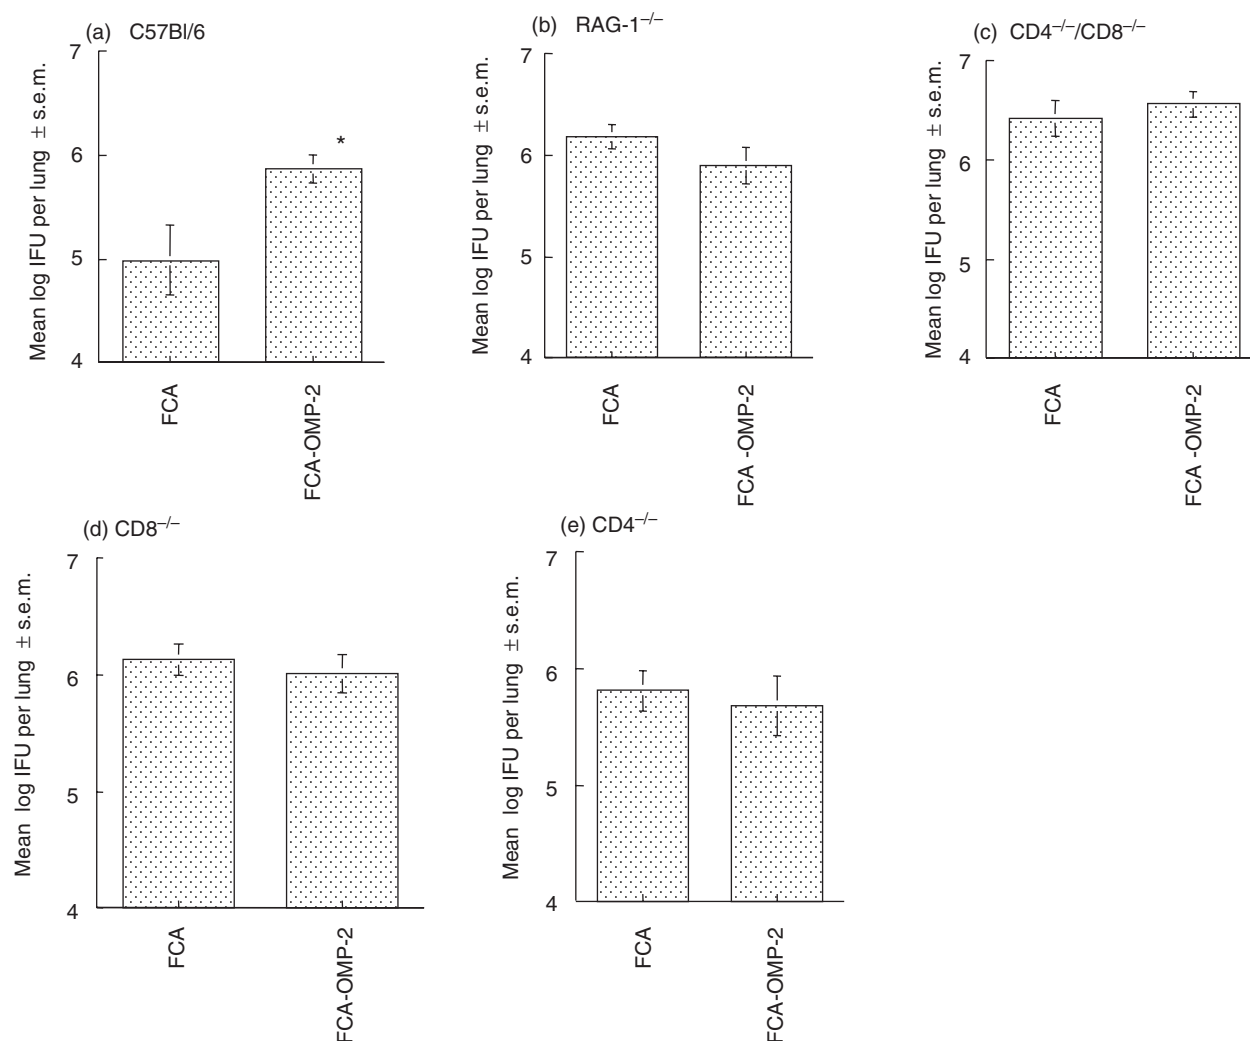 (a) C57Bl/6
Mean log IFU per lung ± s.e.m.
7
6
5
4
*
FCA
FCA-OMP-2
(b) RAG-1⁻/⁻
Mean log IFU per lung ± s.e.m.
7
6
5
4
FCA
FCA -OMP-2
(c) CD4⁻/⁻/CD8⁻/⁻
Mean log IFU per lung ± s.e.m.
7
6
5
4
FCA
FCA -OMP-2
(d) CD8⁻/⁻
Mean log IFU per lung ± s.e.m.
7
6
5
4
FCA
FCA-OMP-2
(e) CD4⁻/⁻
Mean log IFU per lung ± s.e.m.
7
6
5
4
FCA
FCA-OMP-2